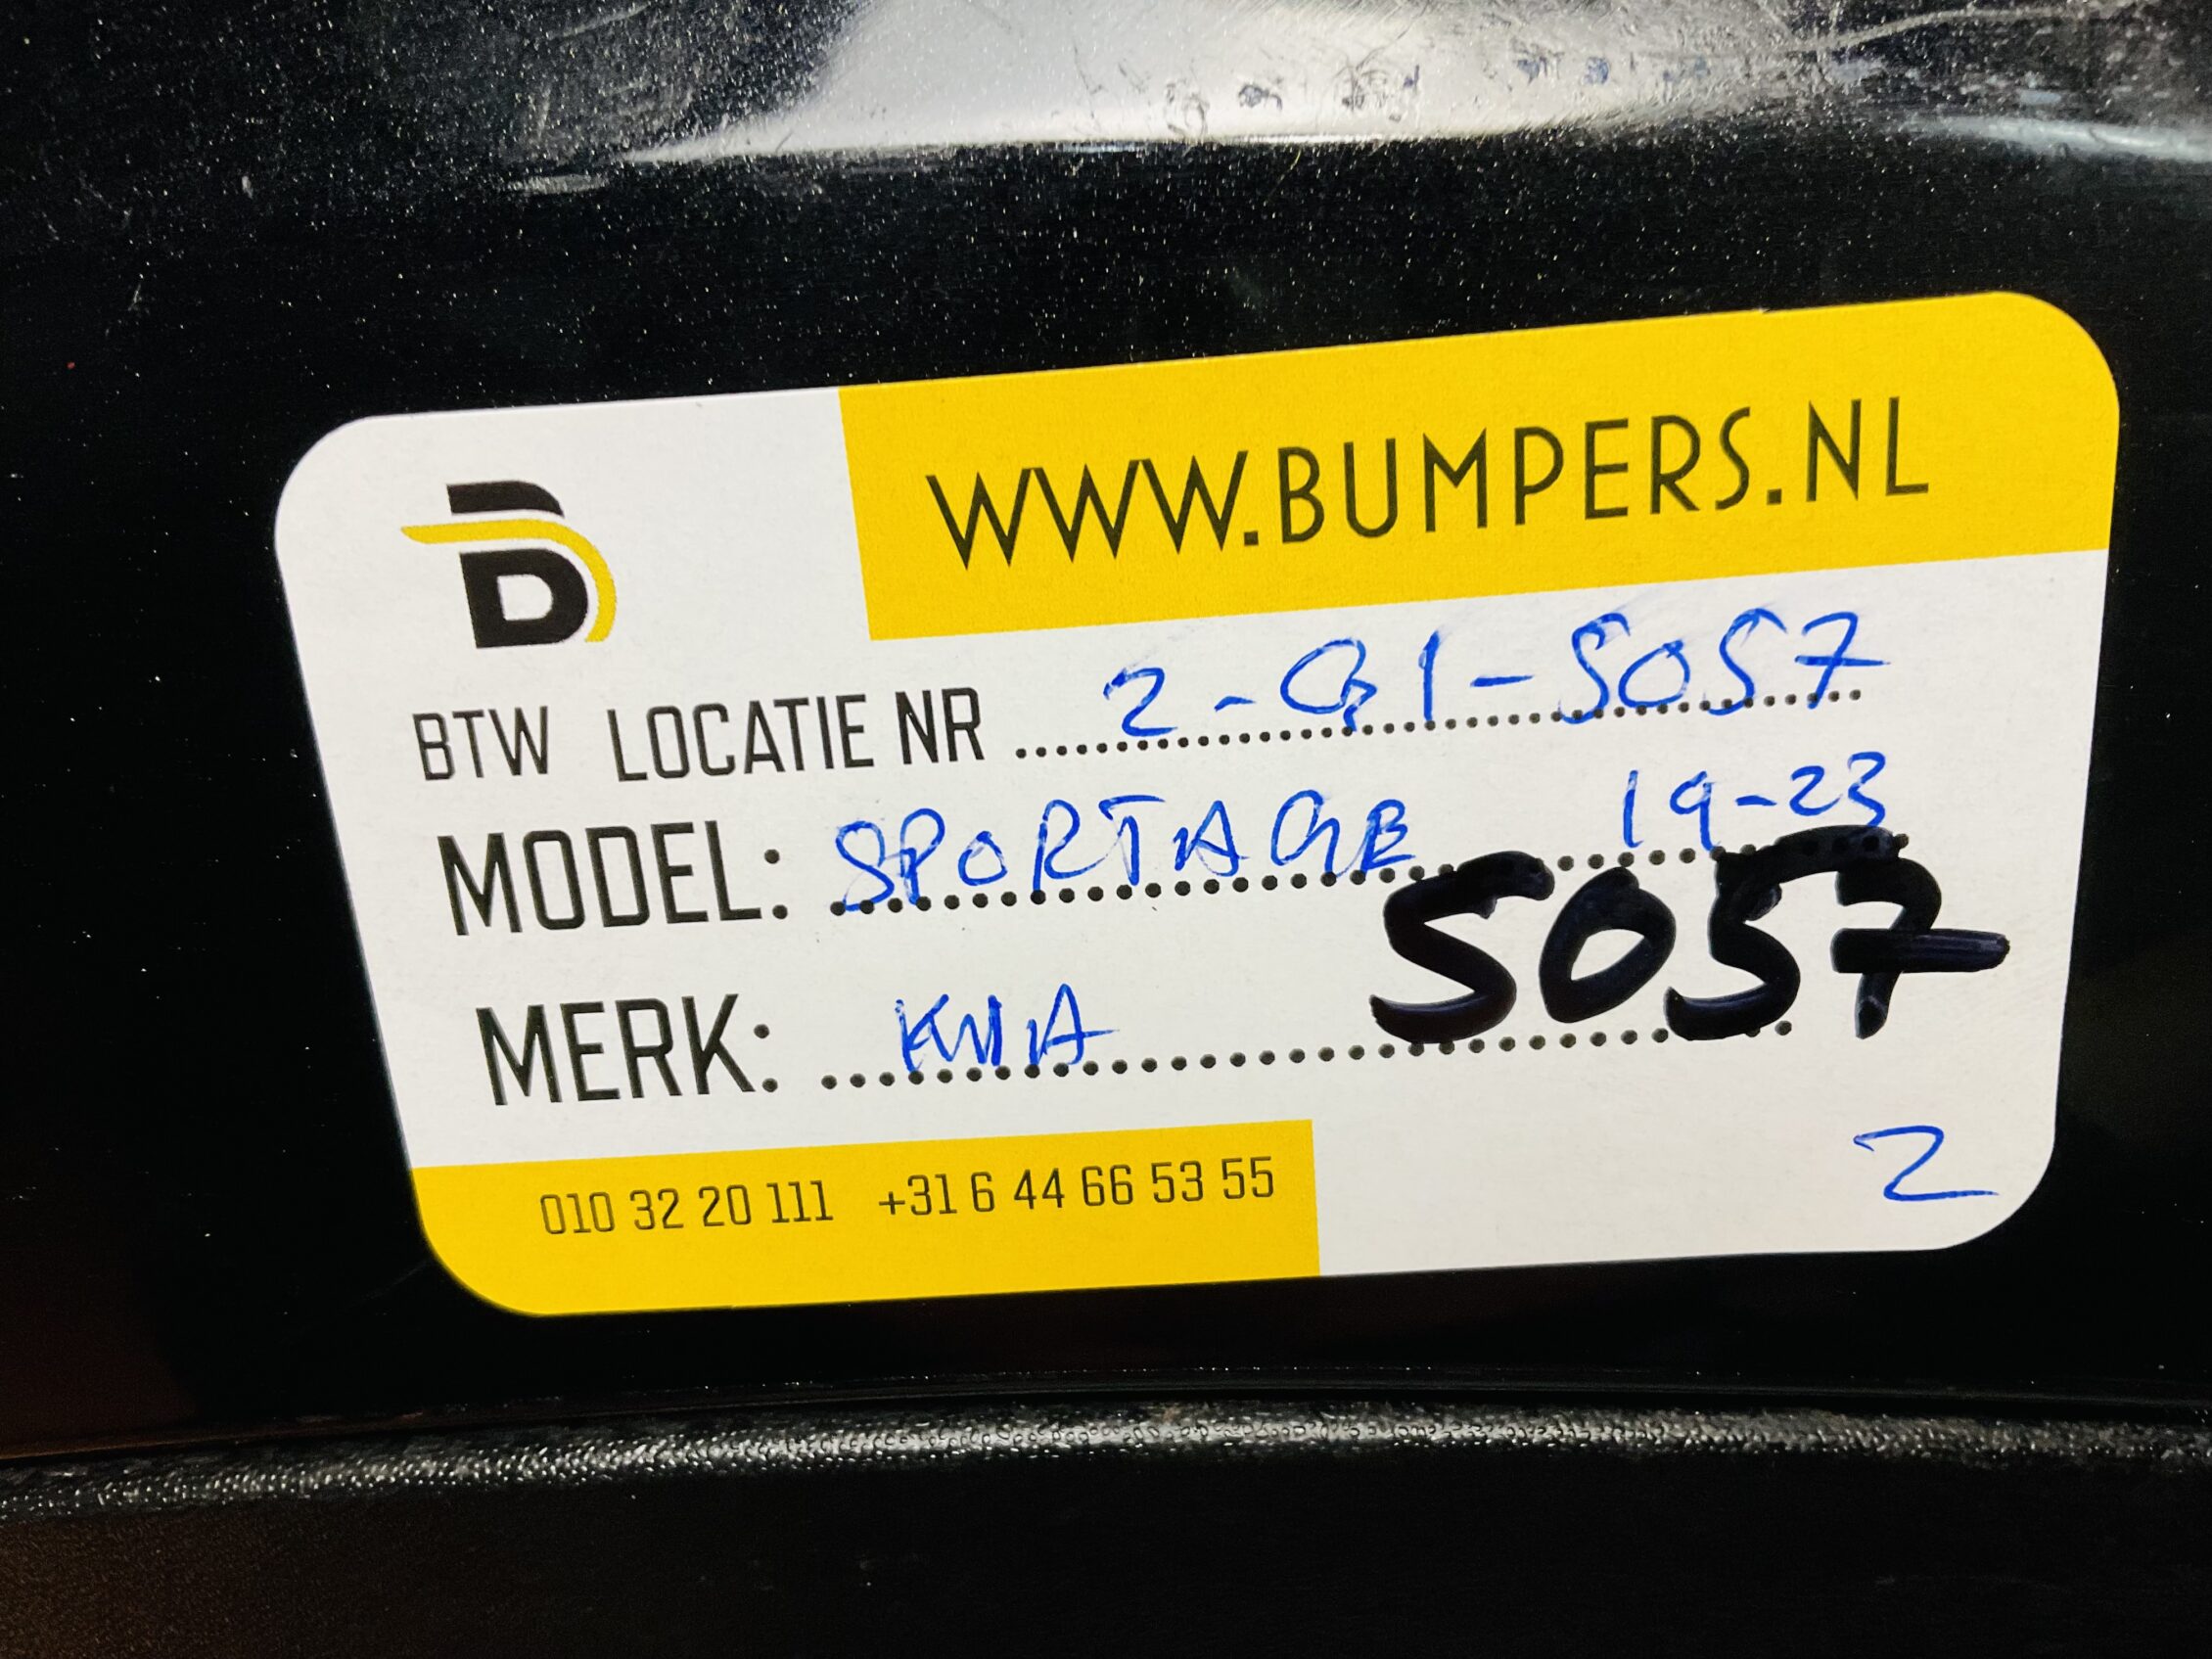 WWW.BUMPERS.NL
BTW LOCATIE NR 2-G1-5057
MODEL: SPORTAGE 19-23
5057
MERK: KIA
2
010 32 20 111 +31 6 44 66 53 55